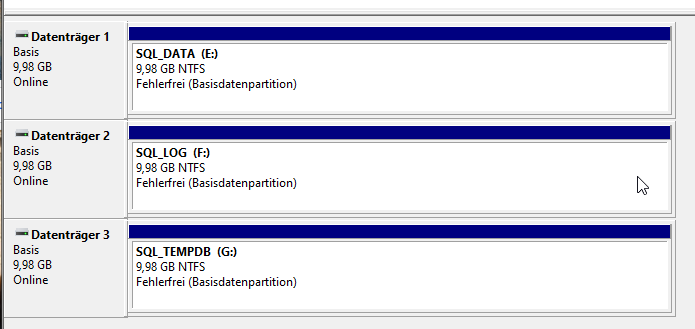 Datenträger 1
Basis
9,98 GB
Online
SQL_DATA (E:)
9,98 GB NTFS
Fehlerfrei (Basisdatenpartition)
Datenträger 2
Basis
9,98 GB
Online
SQL_LOG (F:)
9,98 GB NTFS
Fehlerfrei (Basisdatenpartition)
Datenträger 3
Basis
9,98 GB
Online
SQL_TEMPDB (G:)
9,98 GB NTFS
Fehlerfrei (Basisdatenpartition)